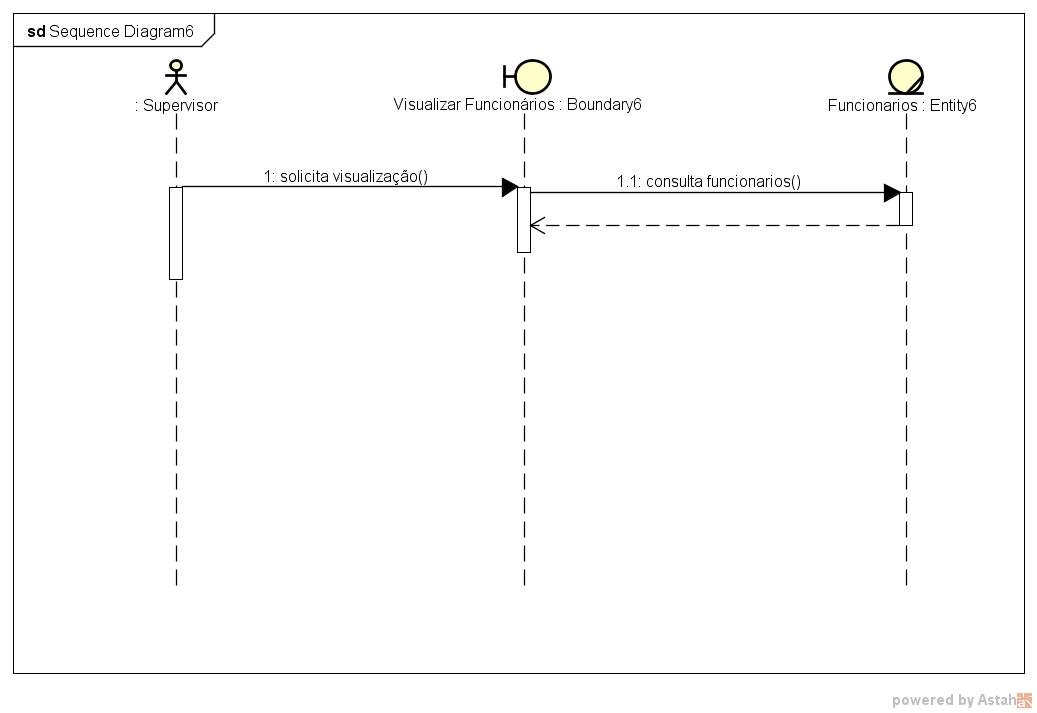 sd Sequence Diagram6
: Supervisor
Visualizar Funcionários : Boundary6
Funcionarios : Entity6
1: solicita visualização()
1.1: consulta funcionarios()
powered by Astah